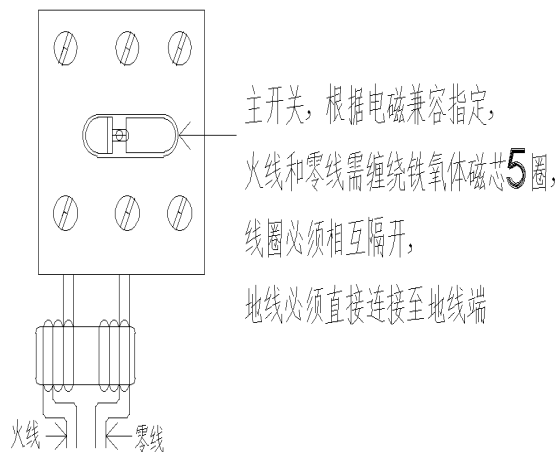 主开关，根据电磁兼容指定，
火线和零线需缠绕铁氧体磁芯5圈，
线圈必须相互隔开，
地线必须直接连接至地线端
火线
零线